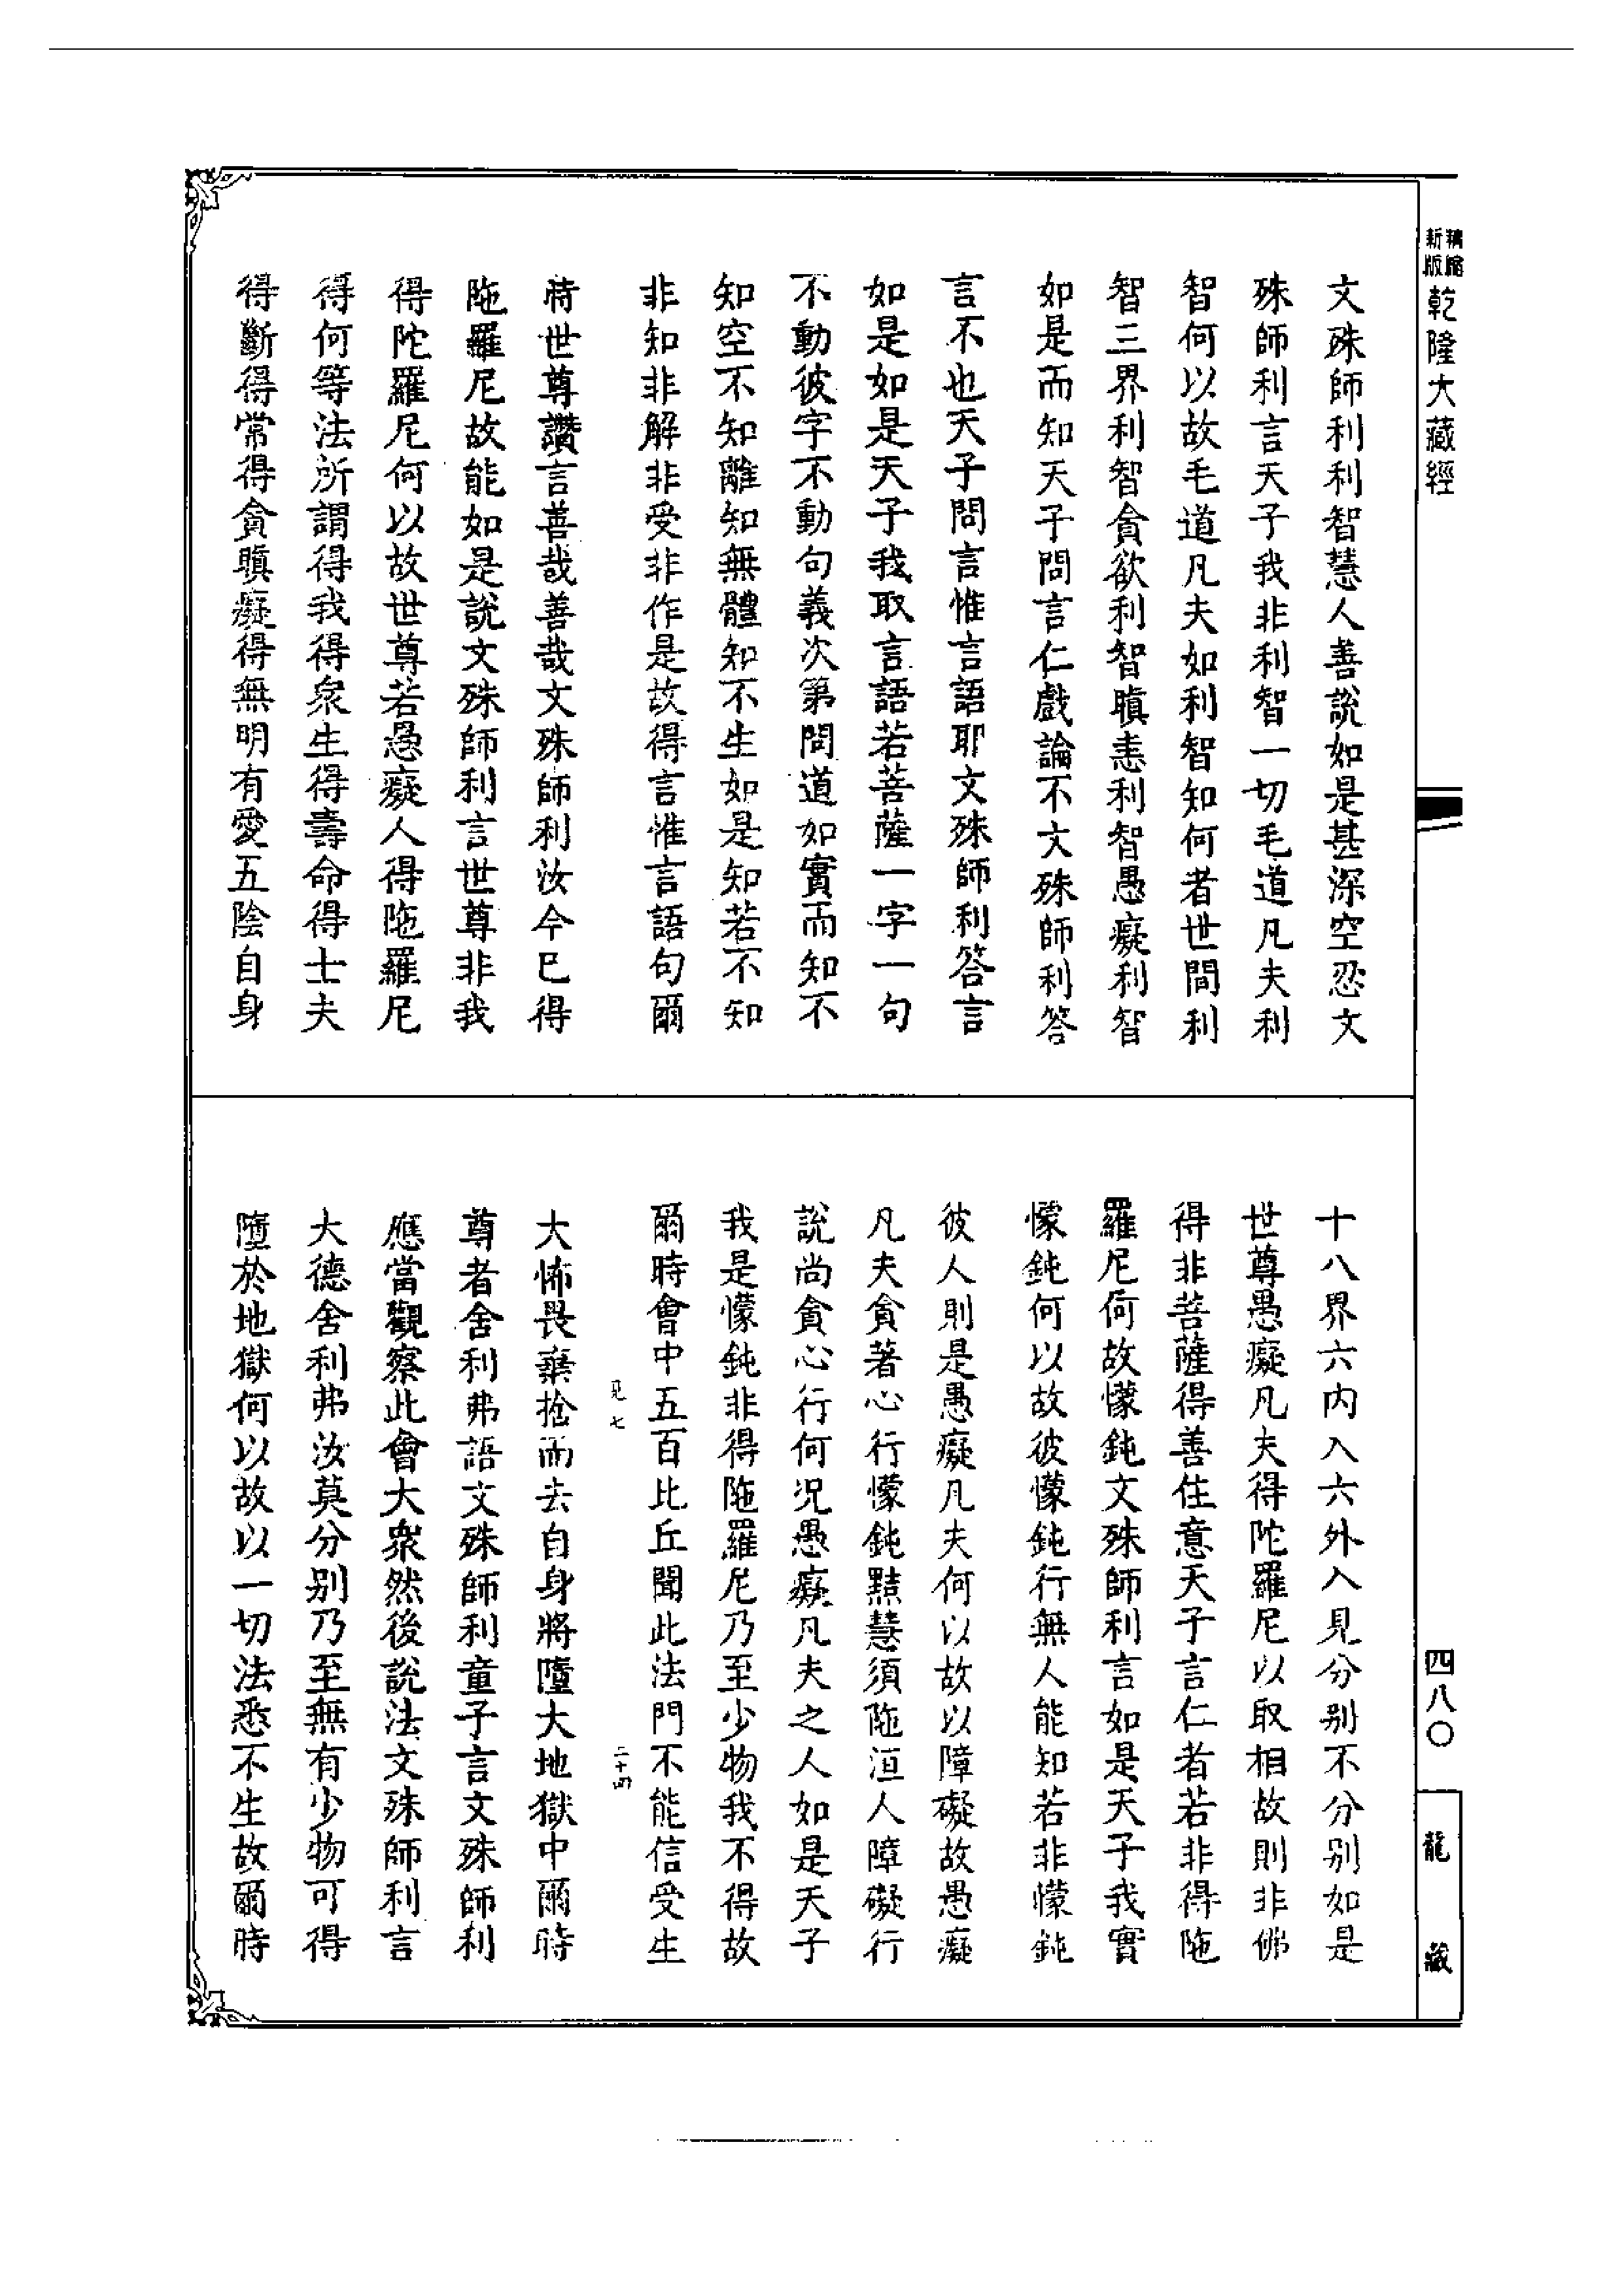 新版精縮
乾隆大藏經
四八〇
龍藏
文殊師利利智慧人善說如是甚深空忍文
殊師利言天子我非利智一切毛道凡夫利
智何以故毛道凡夫如利智知何者世間利
智三界利智貪欲利智瞋恚利智愚癡利智
如是而知天子問言仁戲論不文殊師利答
言不也天子問言惟言語耶文殊師利答言
如是如是天子我取言語若菩薩一字一句
不動彼字不動句義次第問道如實而知不
知空不知離知無體知不生如是知若不知
非知非解非受非作是故得言惟言語句爾
時世尊讚言善哉善哉文殊師利汝今已得
陁羅尼故能如是說文殊師利言世尊非我
得陀羅尼何以故世尊若愚癡人得陁羅尼
得何等法所謂得我得衆生得壽命得士夫
得斷得常得貪瞋癡得無明有愛五陰自身
十八界六内入六外入見分别不分别如是
世尊愚癡凡夫得陀羅尼以取相故則非佛
得非菩薩得善住意天子言仁者若非得陁
羅尼何故懞鈍文殊師利言如是天子我實
懞鈍何以故彼懞鈍行無人能知若非懞鈍
彼人則是愚癡凡夫何以故以障礙故愚癡
凡夫貪著心行懞鈍黠慧須陁洹人障礙行
說尚貪心行何況愚癡凡夫之人如是天子
我是懞鈍非得陁羅尼乃至少物我不得故
爾時會中五百比丘聞此法門不能信受生
見七
二十四
大怖畏棄捨而去自身將墮大地獄中爾時
尊者舍利弗語文殊師利童子言文殊師利
應當觀察此會大衆然後說法文殊師利言
大德舍利弗汝莫分别乃至無有少物可得
墮於地獄何以故以一切法悉不生故爾時